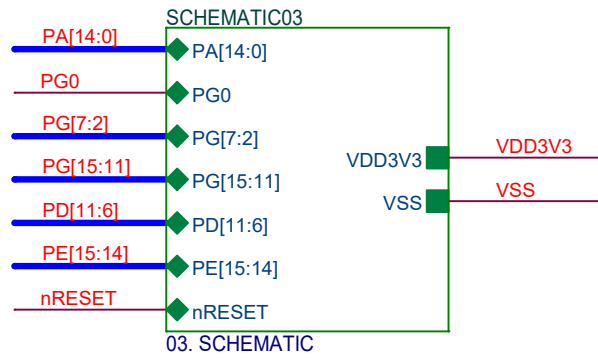 SCHEMATIC03
PA[14:0] PA[14:0]
PG0 PG0
PG[7:2] PG[7:2]
VDD3V3 VDD3V3
PG[15:11] PG[15:11]
VSS VSS
PD[11:6] PD[11:6]
PE[15:14] PE[15:14]
nRESET nRESET
03. SCHEMATIC